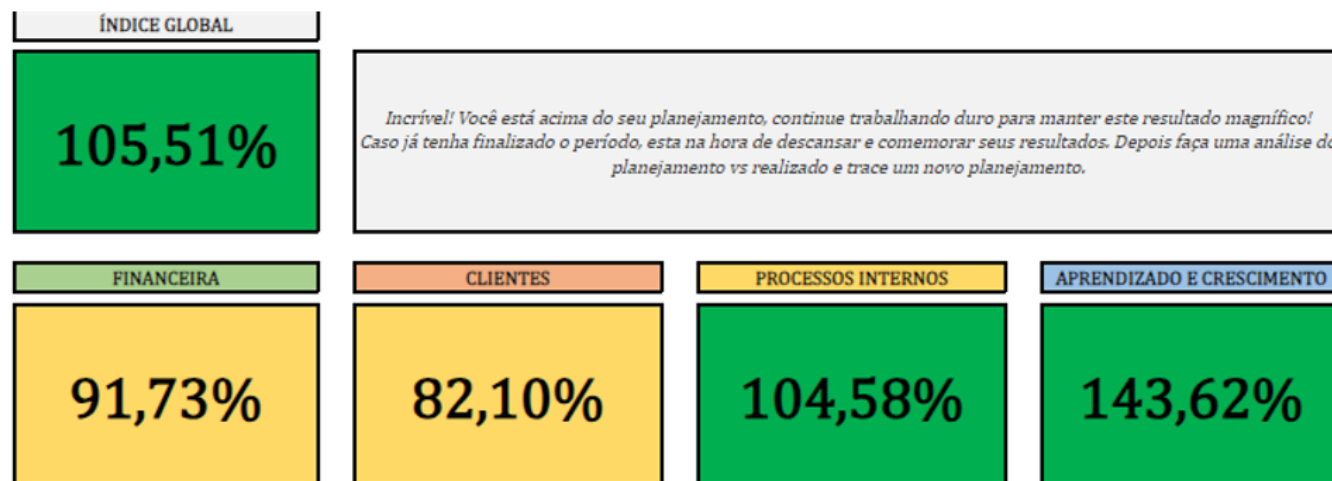 ÍNDICE GLOBAL
105,51%
Incrível! Você está acima do seu planejamento, continue trabalhando duro para manter este resultado magnífico!
Caso já tenha finalizado o período, esta na hora de descansar e comemorar seus resultados. Depois faça uma análise do
planejamento vs realizado e trace um novo planejamento.
FINANCEIRA
CLIENTES
PROCESSOS INTERNOS
APRENDIZADO E CRESCIMENTO
91,73%
82,10%
104,58%
143,62%